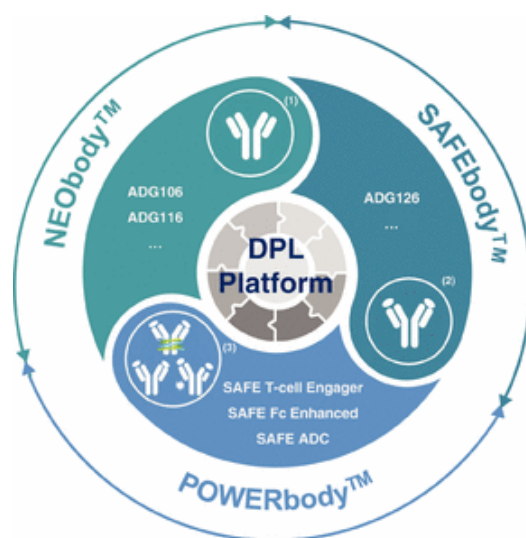 NEObody™
SAFEbody™
(1)
ADG106
ADG116
...
ADG126
...
DPL
Platform
(2)
(3)
SAFE T-cell Engager
SAFE Fc Enhanced
SAFE ADC
POWERbody™